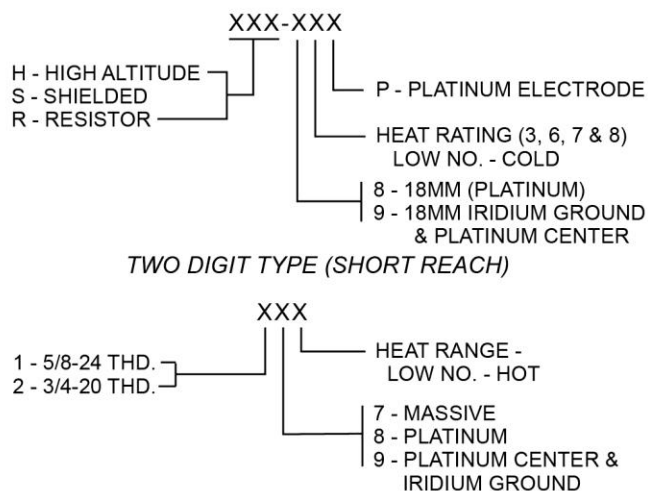 XXX-XXX
H - HIGH ALTITUDE
S - SHIELDED
R - RESISTOR
P - PLATINUM ELECTRODE
HEAT RATING (3, 6, 7 & 8)
LOW NO. - COLD
8 - 18MM (PLATINUM)
9 - 18MM IRIDIUM GROUND
& PLATINUM CENTER
TWO DIGIT TYPE (SHORT REACH)
XXX
1 - 5/8-24 THD.
2 - 3/4-20 THD.
HEAT RANGE -
LOW NO. - HOT
7 - MASSIVE
8 - PLATINUM
9 - PLATINUM CENTER &
IRIDIUM GROUND